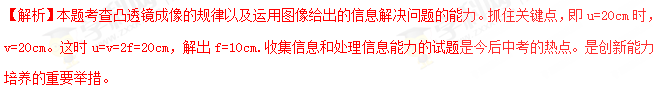 【解析】本题考查凸透镜成像的规律以及运用图像给出的信息解决问题的能力。抓住关键点，即 u=20cm 时，
v=20cm。这时 u=v=2f=20cm，解出 f=10cm.收集信息和处理信息能力的试题是今后中考的热点。是创新能力
培养的重要举措。